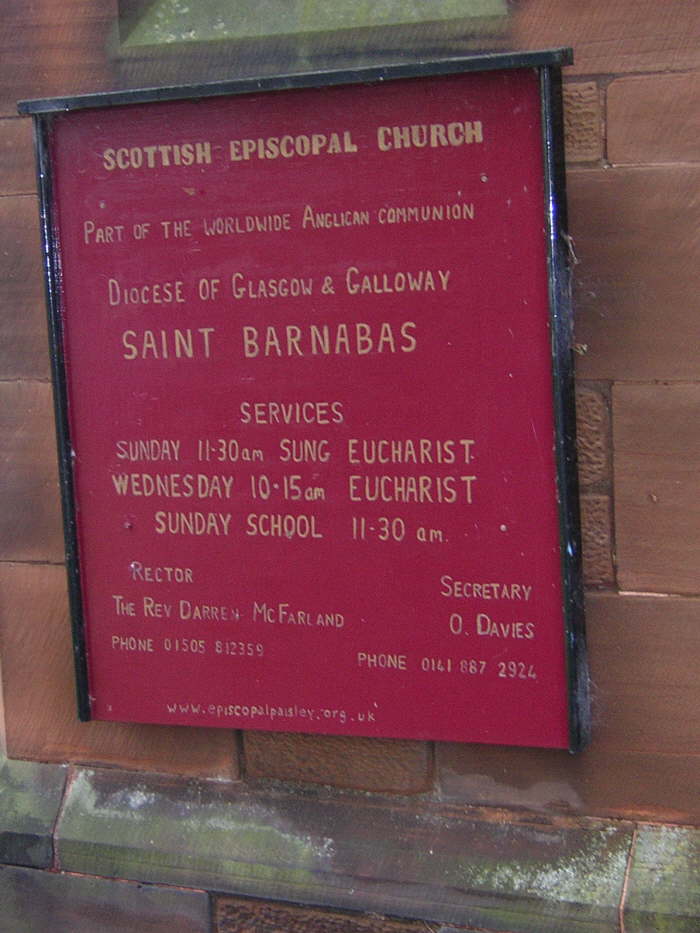 SCOTTISH EPISCOPAL CHURCH
PART OF THE WORLDWIDE ANGLICAN COMMUNION
DIOCESE OF GLASGOW & GALLOWAY
SAINT BARNABAS
SERVICES
SUNDAY 11-30am SUNG EUCHARIST
WEDNESDAY 10·15am EUCHARIST
SUNDAY SCHOOL 11-30 am.
RECTOR
THE REV DARREN McFARLAND
PHONE 01505 812359
SECRETARY
O. DAVIES
PHONE 0141 887 2924
www.episcopalpaisley.org.uk